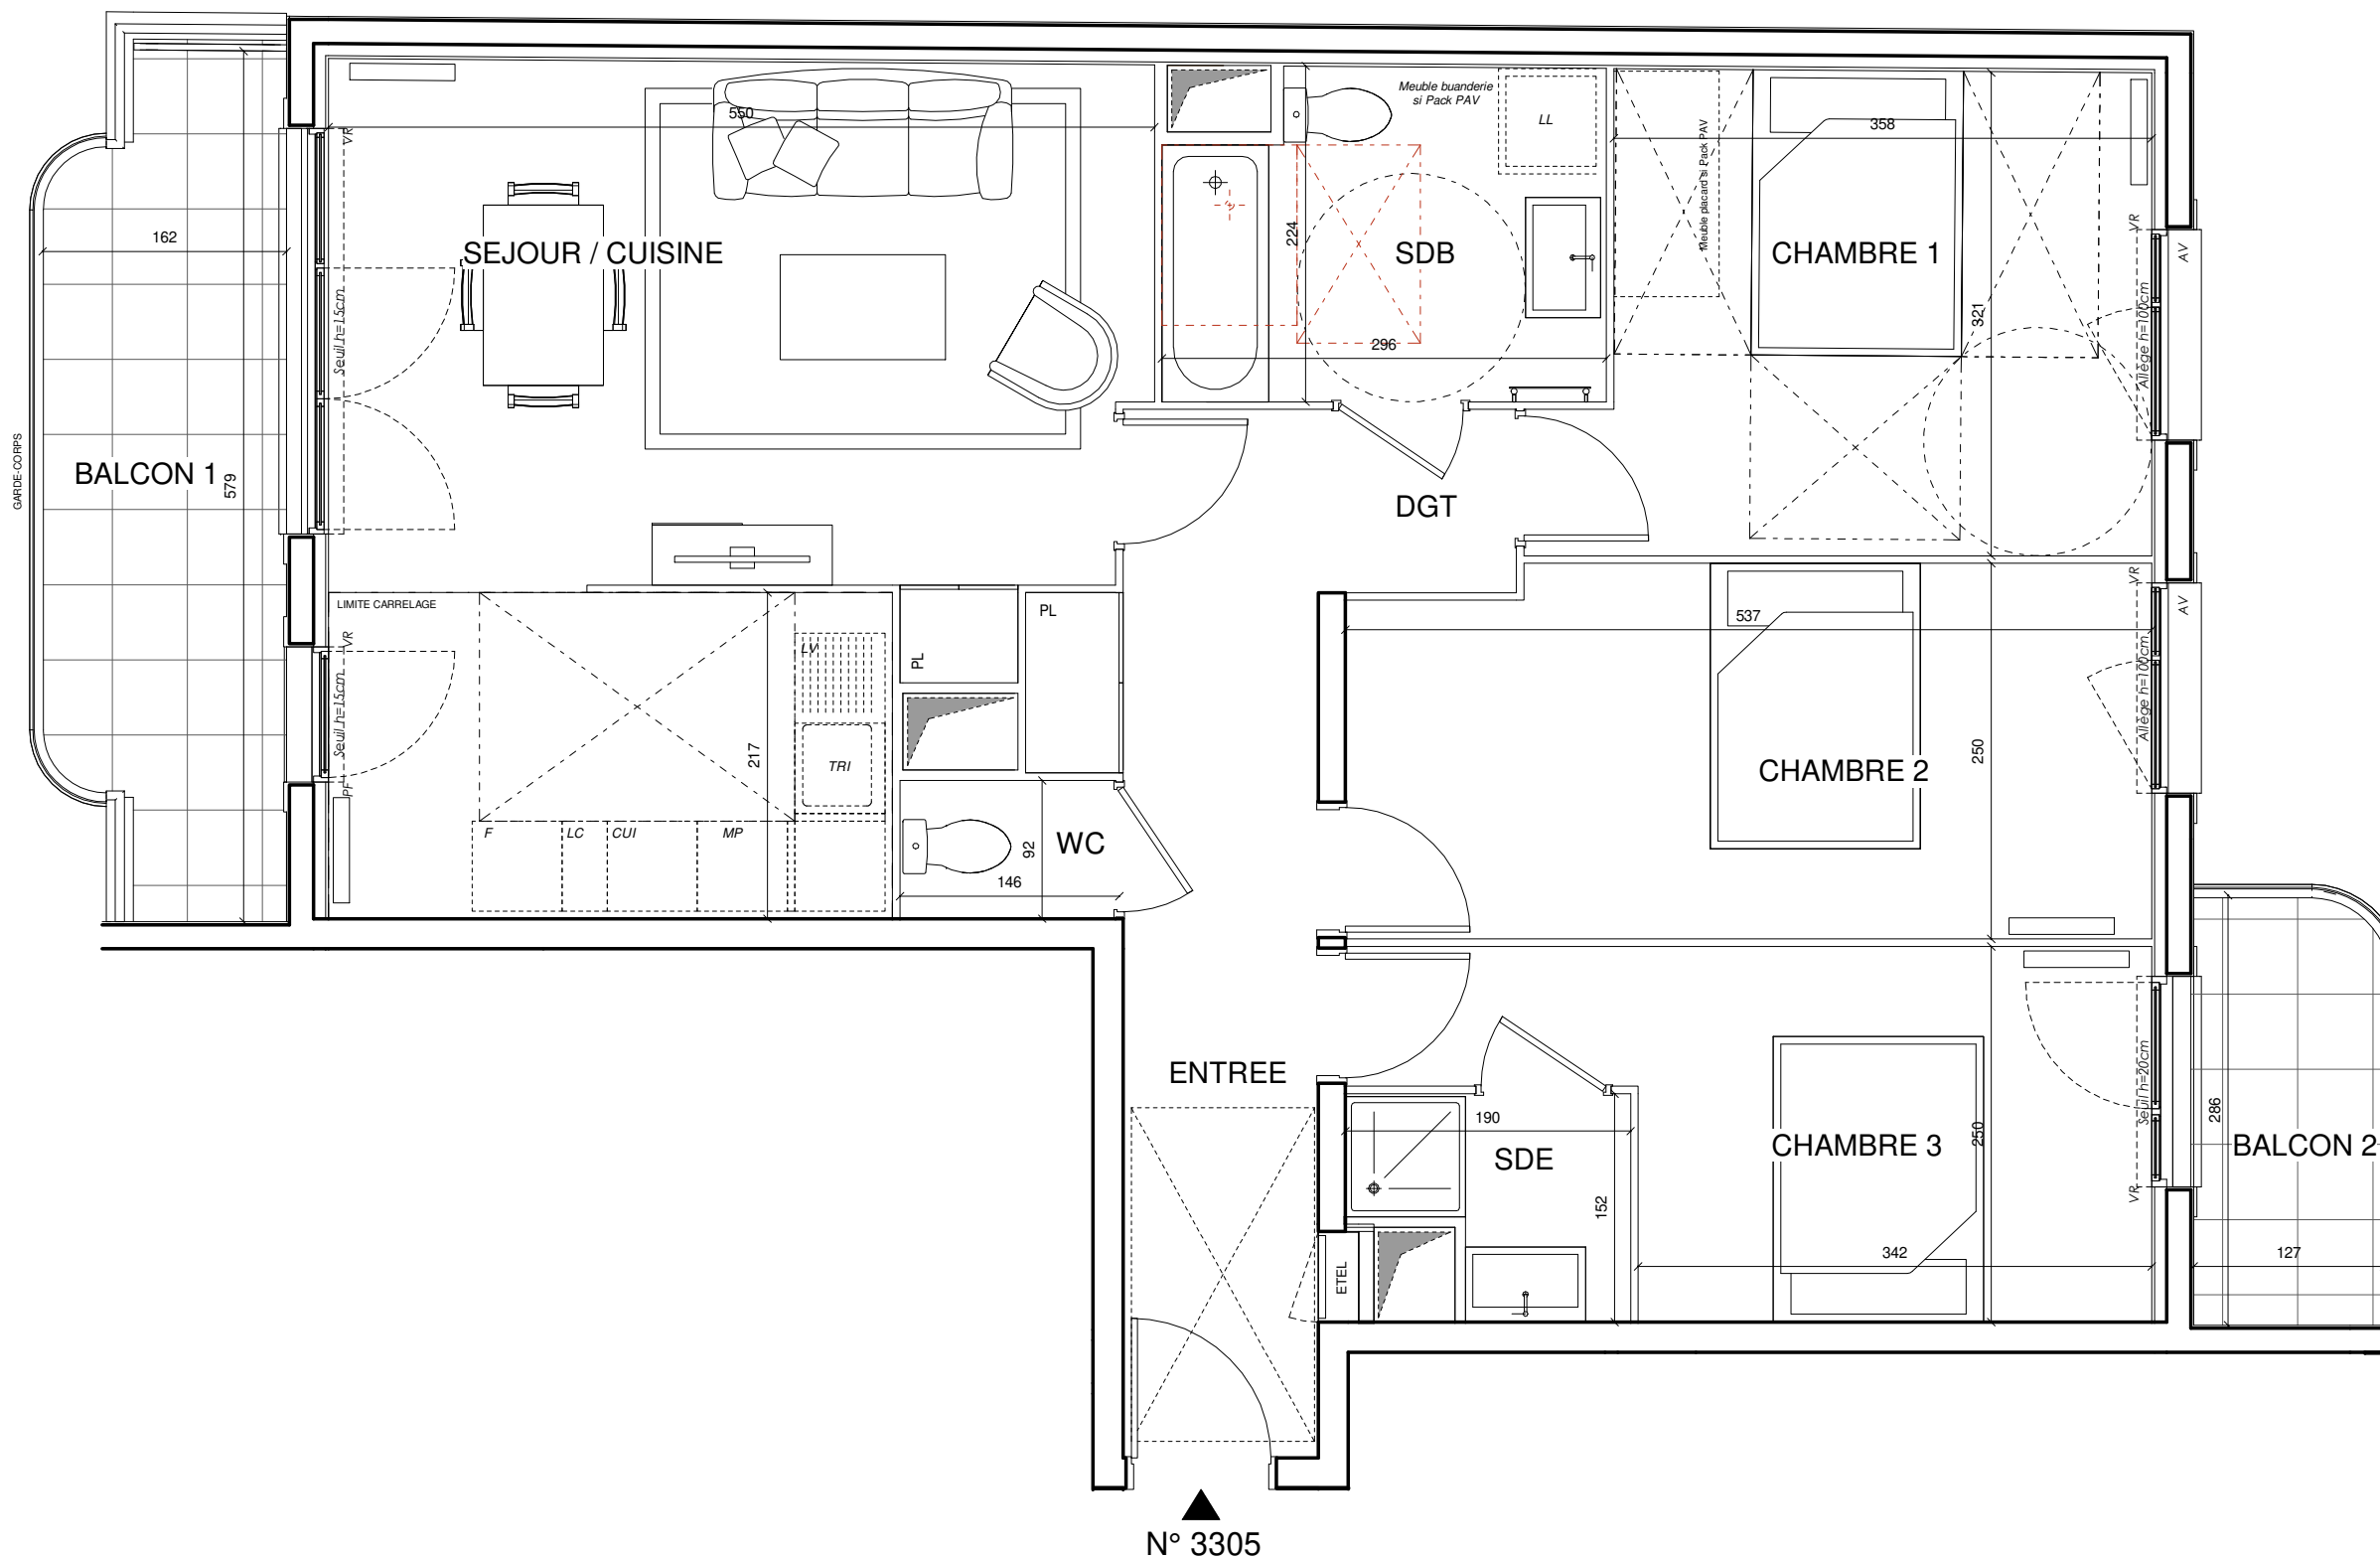 Meuble buanderie
si Pack PAV
LL
550
358
VR
Meuble placard si Pack PAV
162
SEJOUR / CUISINE
224
SDB
CHAMBRE 1
VR
AV
Seuil h=15cm
321
Allège h=100cm
296
GARDE-CORPS
BALCON 1
579
DGT
LIMITE CARRELAGE
VR
PL
PL
537
VR
AV
LV
Seuil h=15cm
217
TRI
CHAMBRE 2
250
Allège h=100cm
PF
F
LC
CUI
MP
92
WC
146
ENTREE
190
SDE
152
CHAMBRE 3
250
Seuil h=20cm
VR
286
BALCON 2
ETEL
342
127
N° 3305